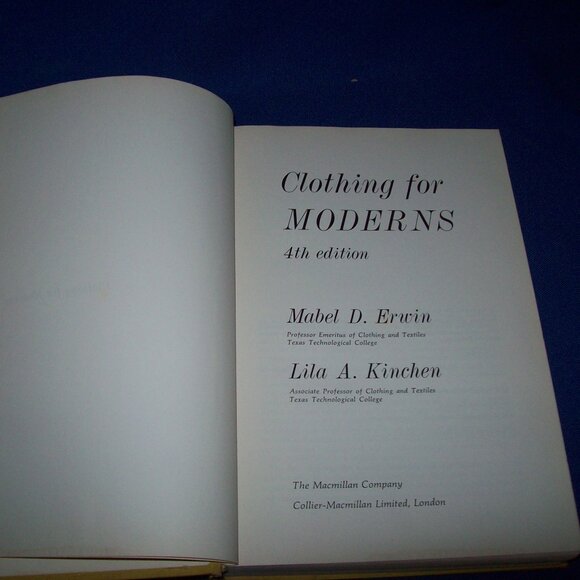 Clothing for
MODERNS
4th edition
Mabel D. Erwin
Professor Emeritus of Clothing and Textiles
Texas Technological College
Lila A. Kinchen
Associate Professor of Clothing and Textiles
Texas Technological College
The Macmillan Company
Collier-Macmillan Limited, London